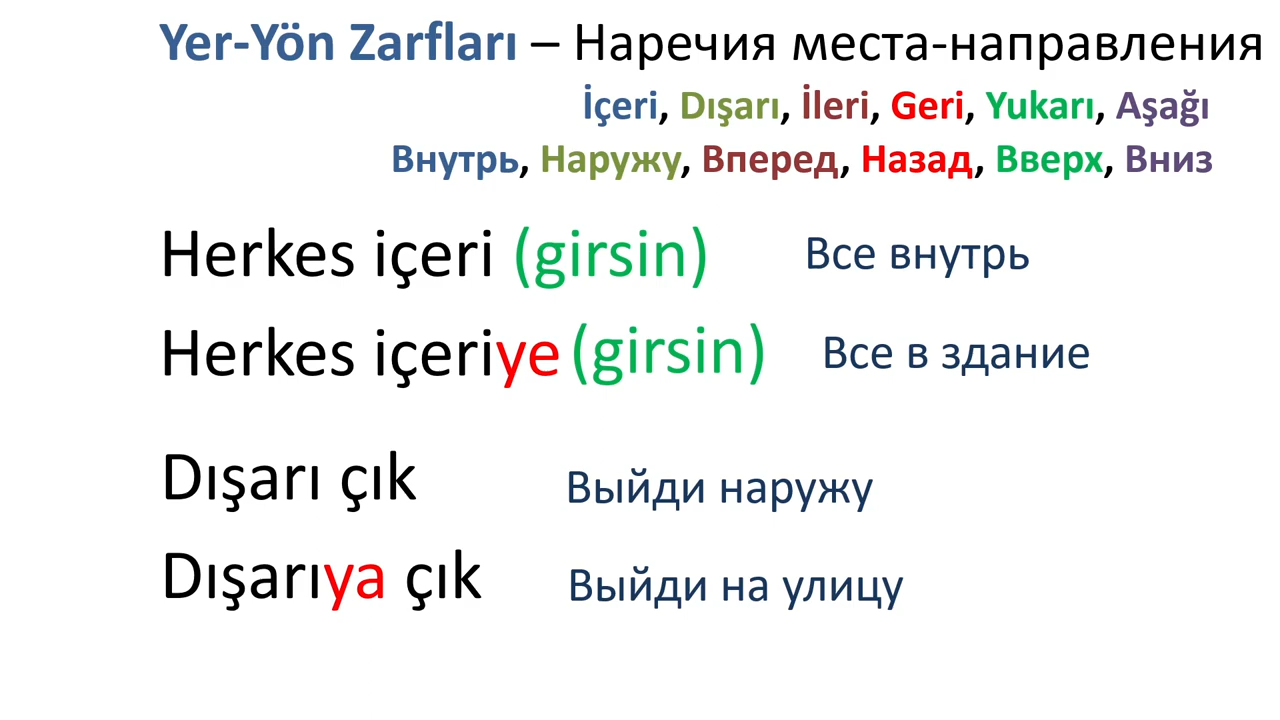 Yer-Yön Zarfları – Наречия места-направления
İçeri, Dışarı, İleri, Geri, Yukarı, Aşağı
Внутрь, Наружу, Вперед, Назад, Вверх, Вниз
Herkes içeri (girsin) Все внутрь
Herkes içeriye (girsin) Все в здание
Dışarı çık Выйди наружу
Dışarıya çık Выйди на улицу